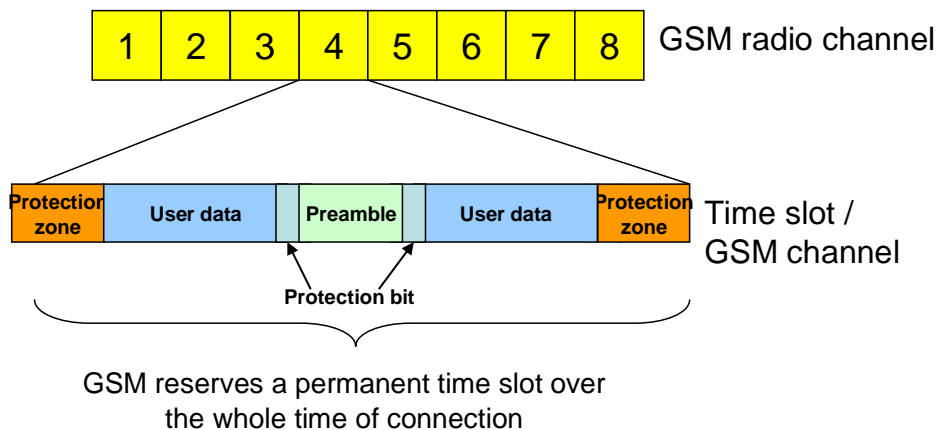 1 2 3 4 5 6 7 8
GSM radio channel
Protection
zone
User data
Preamble
User data
Protection
zone
Time slot /
GSM channel
Protection bit
GSM reserves a permanent time slot over
the whole time of connection